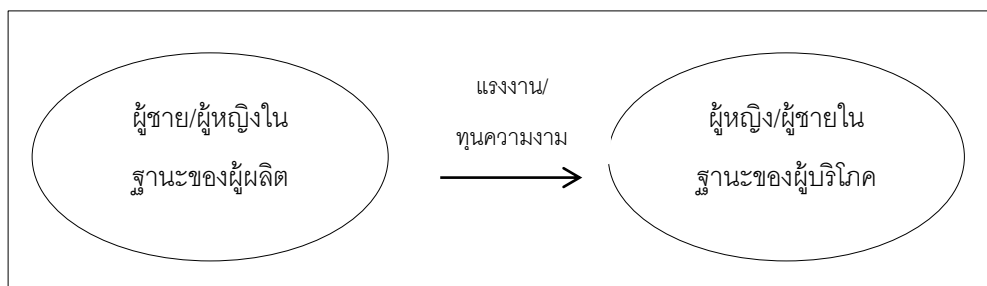 ผู้ชาย/ผู้หญิงใน
ฐานะของผู้ผลิต
แรงงาน/
ทุนความงาม
ผู้หญิง/ผู้ชายใน
ฐานะของผู้บริโภค